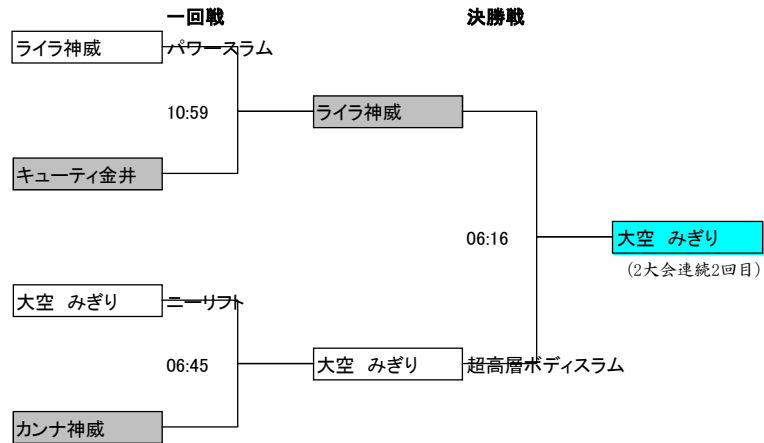 一回戦
決勝戦
ライラ神威
パワースラム
10:59
ライラ神威
キューティ金井
06:16
大空　みぎり
(2大会連続2回目)
大空　みぎり
ニーリフト
06:45
大空　みぎり
超高層ボディスラム
カンナ神威